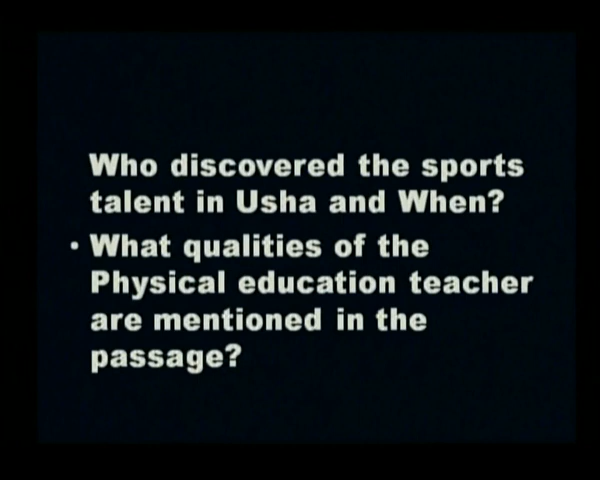 Who discovered the sports
talent in Usha and When?
• What qualities of the
Physical education teacher
are mentioned in the
passage?